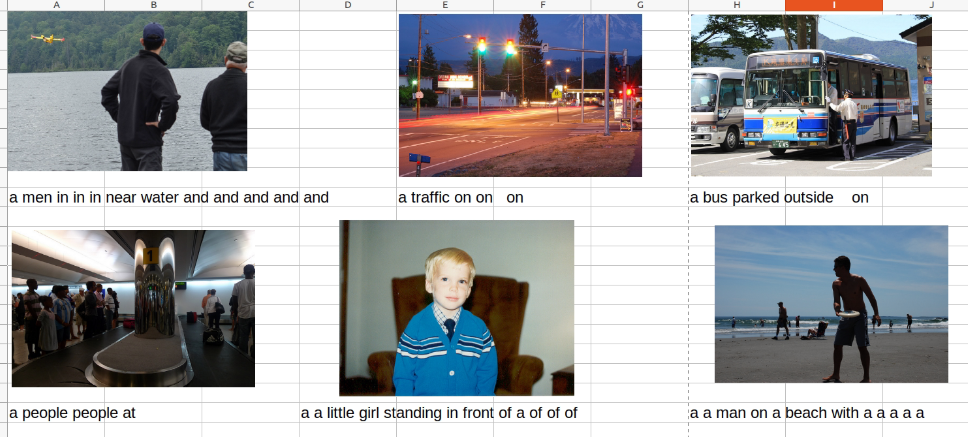 A B C D E F G H I J
a men in in in near water and and and and and
a traffic on on on
a bus parked outside on
1
a people people at
a a little girl standing in front of a of of of
a a man on a beach with a a a a a